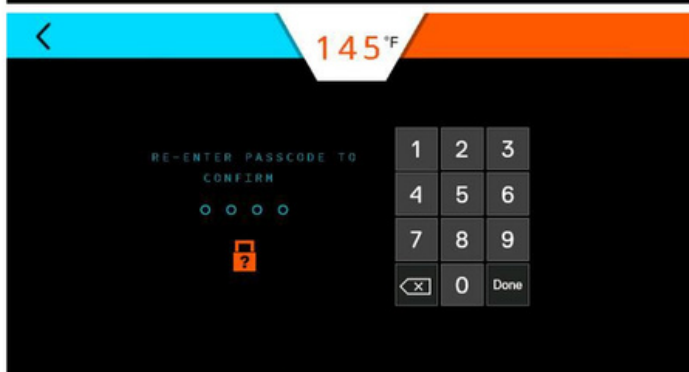 145°F
RE-ENTER PASSCODE TO
CONFIRM
?
1 2 3
4 5 6
7 8 9
0 Done